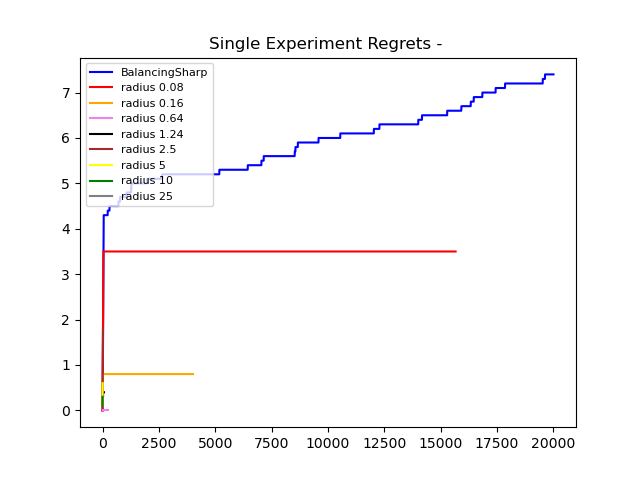 Single Experiment Regrets -
BalancingSharp
radius 0.08
radius 0.16
radius 0.64
radius 1.24
radius 2.5
radius 5
radius 10
radius 25
7
6
5
4
3
2
1
0
0 2500 5000 7500 10000 12500 15000 17500 20000